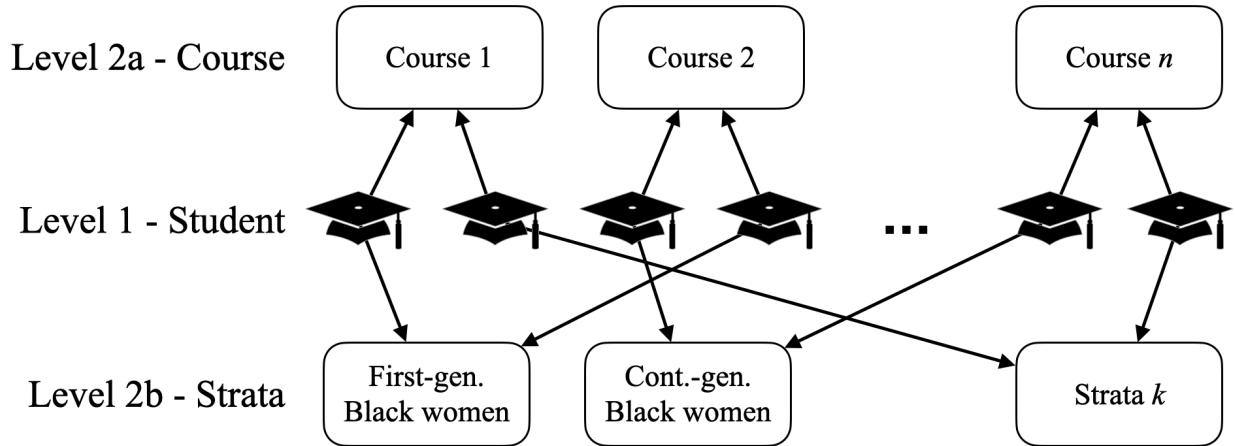 Level 2a - Course
Course 1
Course 2
Course n
Level 1 - Student
...
Level 2b - Strata
First-gen.
Black women
Cont.-gen.
Black women
Strata k